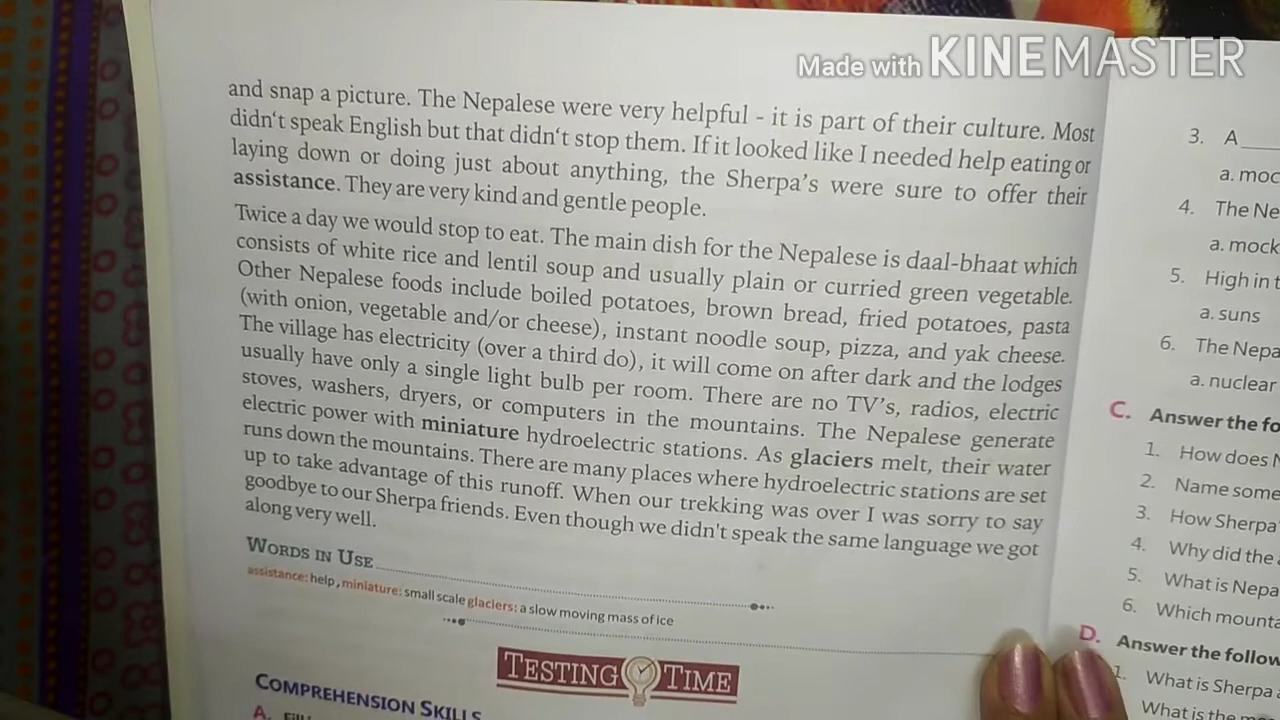 Made with KINEMASTER
and snap a picture. The Nepalese were very helpful - it is part of their culture. Most
didn't speak English but that didn't stop them. If it looked like I needed help eating or
laying down or doing just about anything, the Sherpa's were sure to offer their
assistance. They are very kind and gentle people.
Twice a day we would stop to eat. The main dish for the Nepalese is daal-bhaat which
consists of white rice and lentil soup and usually plain or curried green vegetable.
Other Nepalese foods include boiled potatoes, brown bread, fried potatoes, pasta
(with onion, vegetable and/or cheese), instant noodle soup, pizza, and yak cheese.
The village has electricity (over a third do), it will come on after dark and the lodges
usually have only a single light bulb per room. There are no TV's, radios, electric
stoves, washers, dryers, or computers in the mountains. The Nepalese generate
electric power with miniature hydroelectric stations. As glaciers melt, their water
runs down the mountains. There are many places where hydroelectric stations are set
up to take advantage of this runoff. When our trekking was over I was sorry to say
goodbye to our Sherpa friends. Even though we didn't speak the same language we got
along very well.
WORDS IN USE
assistance: help, miniature: small scale glaciers: a slow moving mass of ice
TESTING TIME
COMPREHENSION SKILLS
A.
3. A
a. moc
4. The Ne
a. mock
5. High in t
a. suns
6. The Nepa
a. nuclear
C. Answer the fo
1. How does N
2. Name some
3. How Sherpa
4. Why did the
5. What is Nepa
6. Which mounta
D. Answer the follow
1. What is Sherpa
What is the